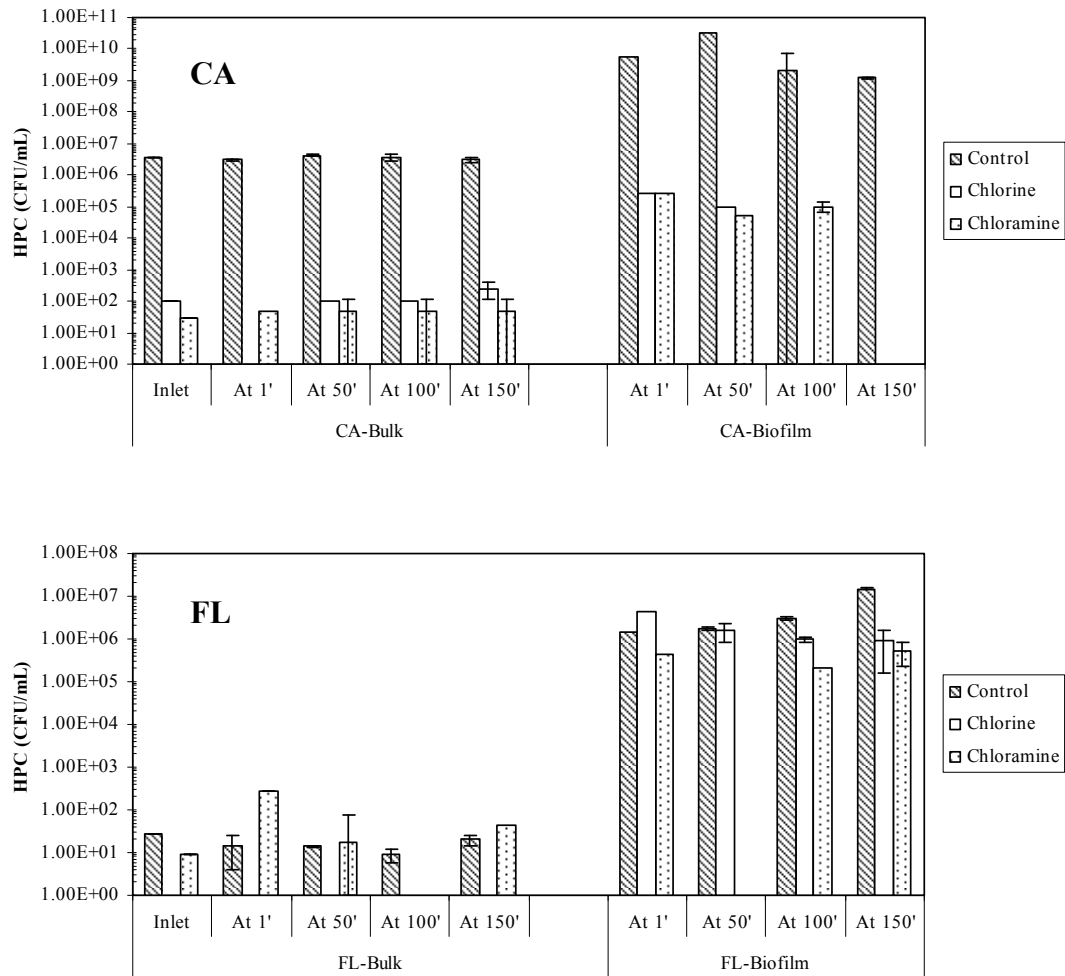 1.00E+11
1.00E+10
1.00E+09
1.00E+08
1.00E+07
1.00E+06
1.00E+05
1.00E+04
1.00E+03
1.00E+02
1.00E+01
1.00E+00
HPC (CFU/mL)
CA
Inlet At 1' At 50' At 100' At 150' At 1' At 50' At 100' At 150'
CA-Bulk CA-Biofilm
Control
Chlorine
Chloramine
1.00E+08
1.00E+07
1.00E+06
1.00E+05
1.00E+04
1.00E+03
1.00E+02
1.00E+01
1.00E+00
HPC (CFU/mL)
FL
Inlet At 1' At 50' At 100' At 150' At 1' At 50' At 100' At 150'
FL-Bulk FL-Biofilm
Control
Chlorine
Chloramine